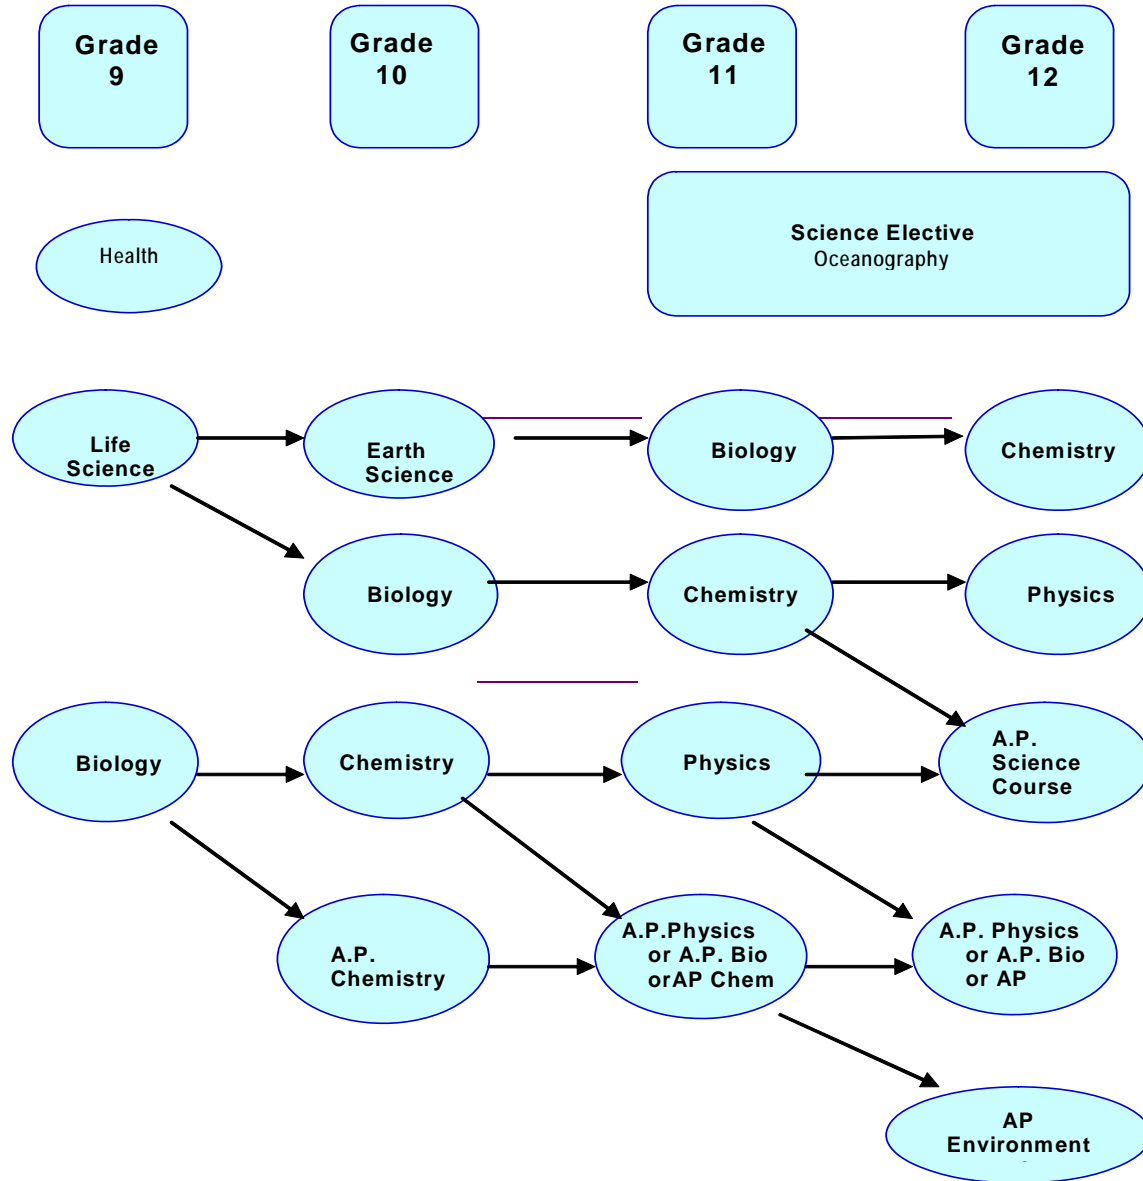 Grade
9
Grade
10
Grade
11
Grade
12
Health
Science Elective
Oceanography
Life
Science
Earth
Science
Biology
Chemistry
Biology
Chemistry
Physics
Biology
Chemistry
Physics
A.P.
Science
Course
A.P.
Chemistry
A.P.Physics
or A.P. Bio
orAP Chem
A.P. Physics
or A.P. Bio
or AP
AP
Environment